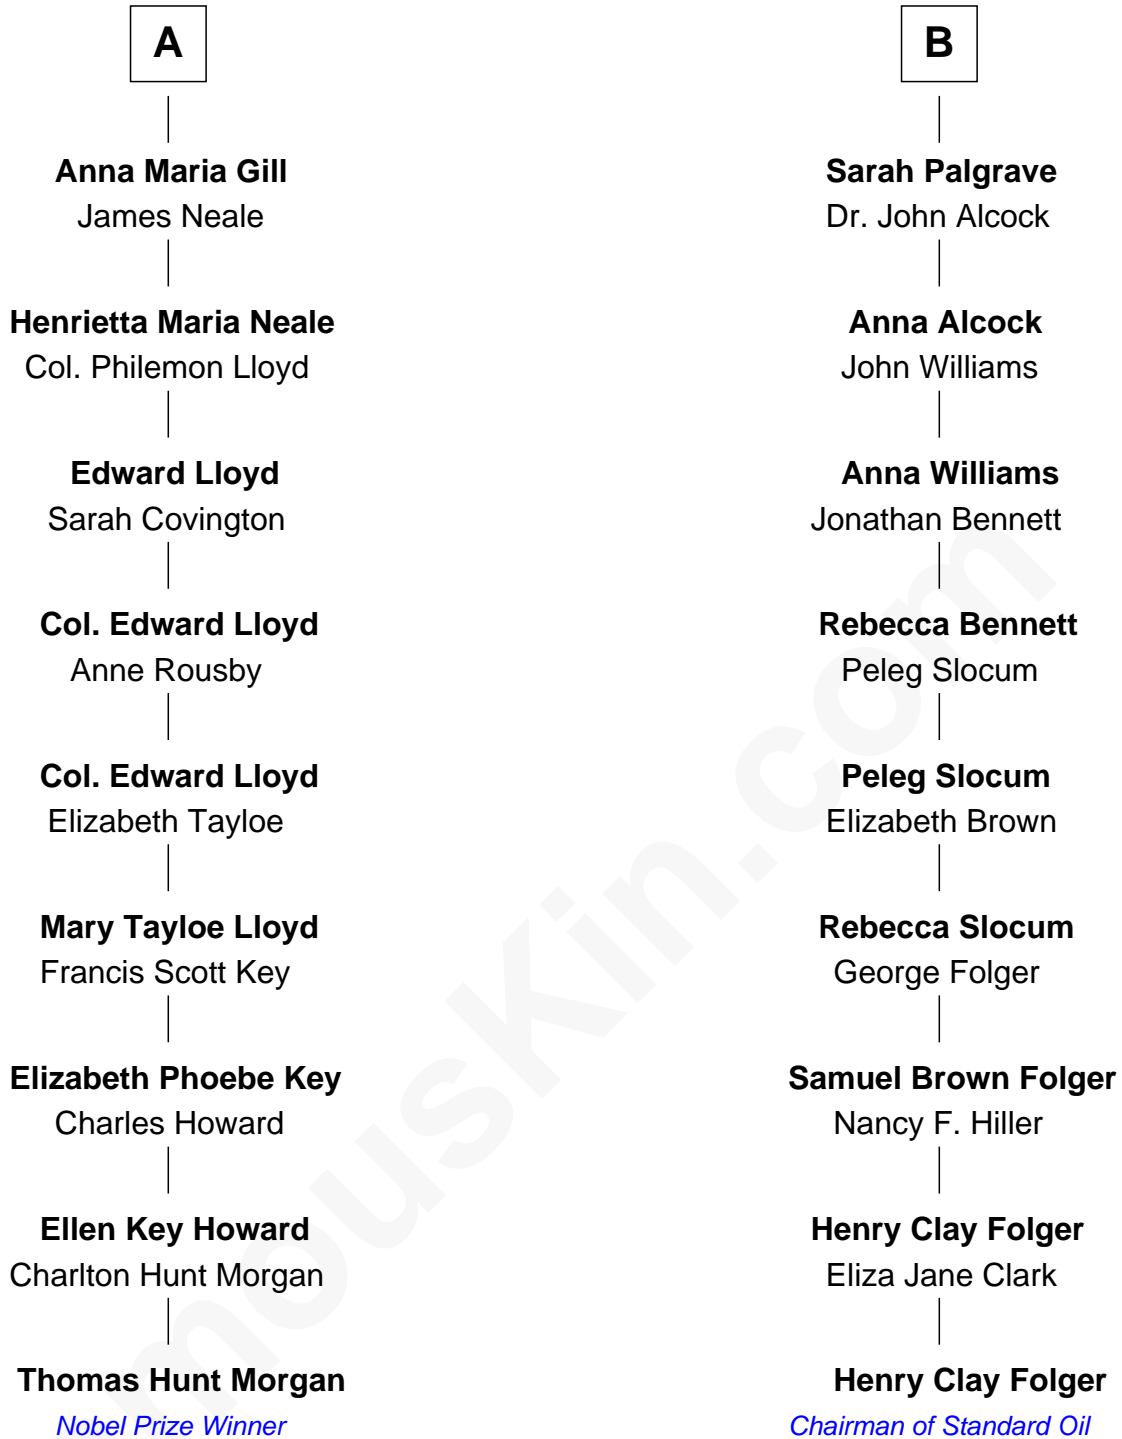 A
Anna Maria Gill
James Neale
Henrietta Maria Neale
Col. Philemon Lloyd
Edward Lloyd
Sarah Covington
Col. Edward Lloyd
Anne Rousby
Col. Edward Lloyd
Elizabeth Tayloe
Mary Tayloe Lloyd
Francis Scott Key
Elizabeth Phoebe Key
Charles Howard
Ellen Key Howard
Charlton Hunt Morgan
Thomas Hunt Morgan
Nobel Prize Winner
B
Sarah Palgrave
Dr. John Alcock
Anna Alcock
John Williams
Anna Williams
Jonathan Bennett
Rebecca Bennett
Peleg Slocum
Peleg Slocum
Elizabeth Brown
Rebecca Slocum
George Folger
Samuel Brown Folger
Nancy F. Hiller
Henry Clay Folger
Eliza Jane Clark
Henry Clay Folger
Chairman of Standard Oil
mousKin.com